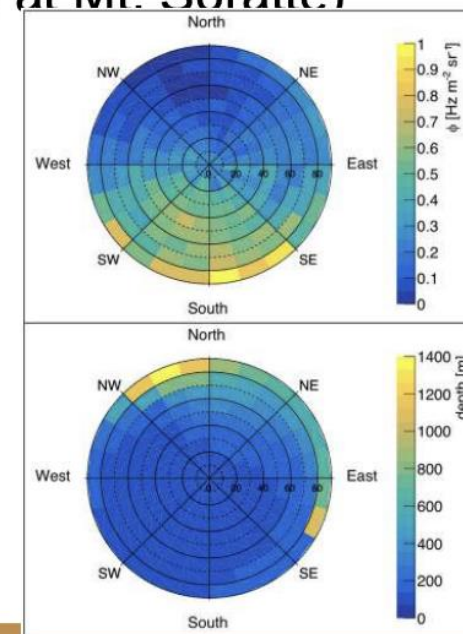 at Mt. Soratte)
North
NW NE
West East
0 20 40 60 80
SW SE
South
1
0.9
0.8
0.7
0.6
0.5
0.4
0.3
0.2
0.1
0
ϕ [Hz m⁻² sr⁻¹]
North
NW NE
West East
0 20 40 60 80
SW SE
South
1400
1200
1000
800
600
400
200
0
depth [m]